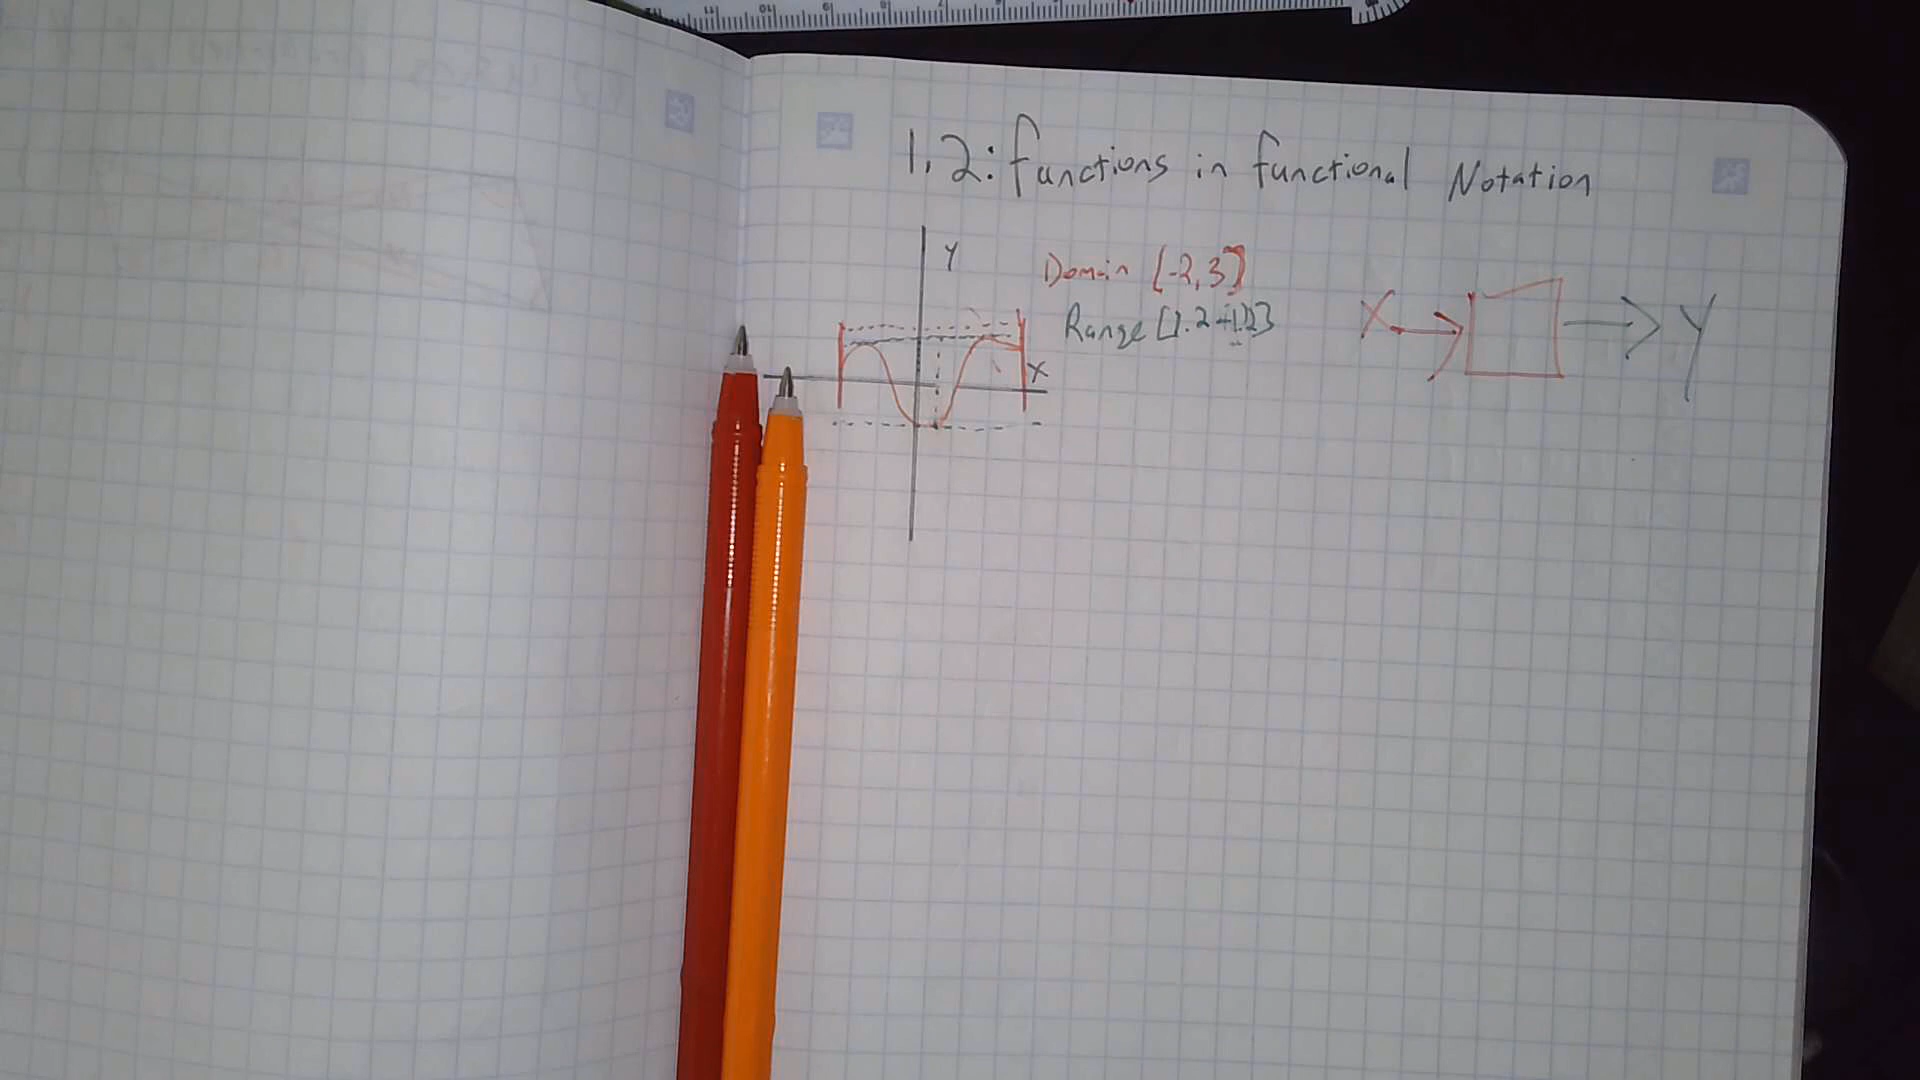 1.2: functions in functional Notation
Y
Domain [-2,3]
Range
X
X
Y